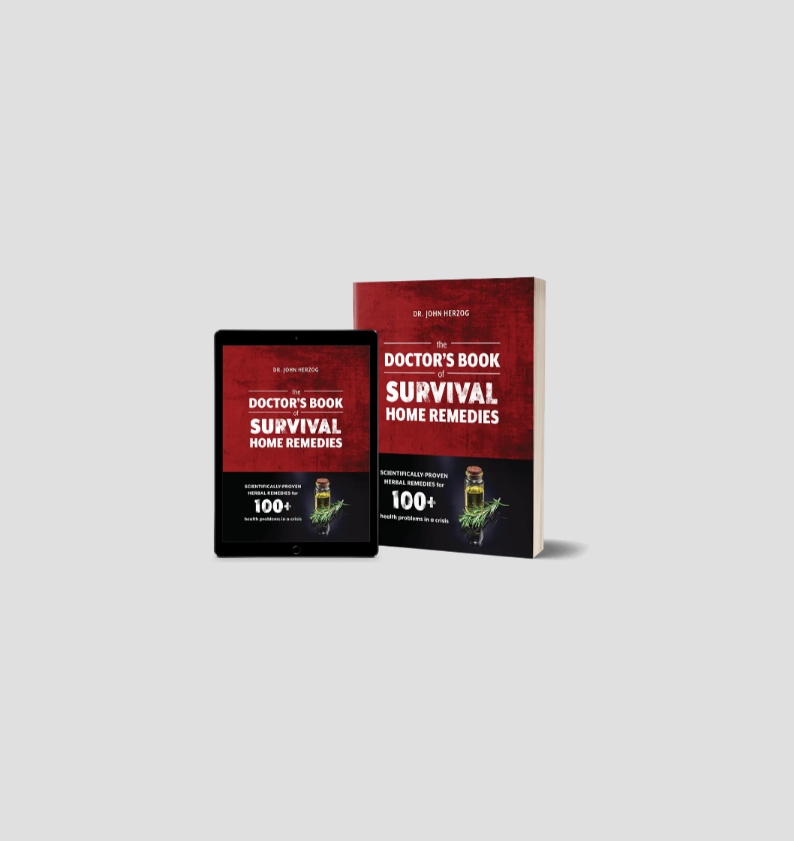 DR. JOHN HERZOG
the
DOCTOR'S BOOK
of
SURVIVAL
HOME REMEDIES
SCIENTIFICALLY-PROVEN
HERBAL REMEDIES for
100+
health problems in a crisis
DR. JOHN HERZOG
the
DOCTOR'S BOOK
of
SURVIVAL
HOME REMEDIES
SCIENTIFICALLY-PROVEN
HERBAL REMEDIES for
100+
health problems in a crisis